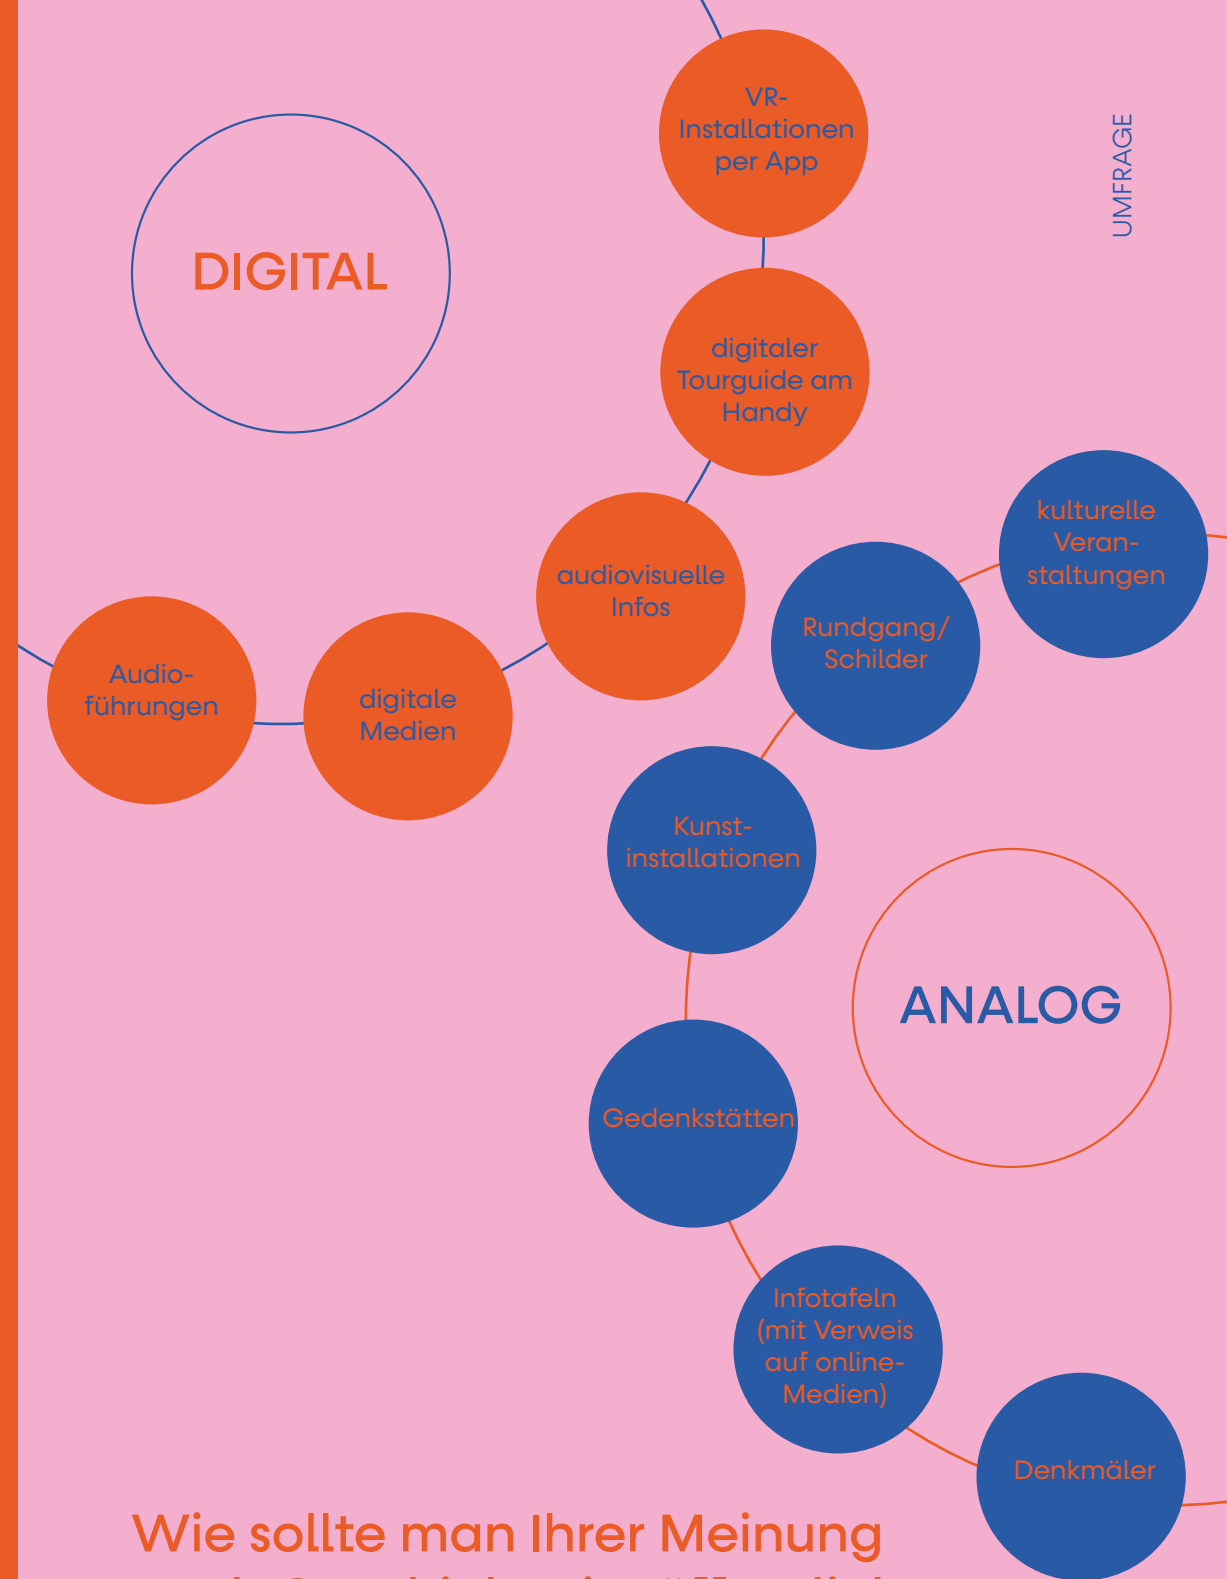 UMFRAGE
DIGITAL
VR-
Installationen
per App
digitaler
Tourguide am
Handy
audiovisuelle
Infos
digitale
Medien
Audio-
führungen
kulturelle
Veran-
staltungen
Rundgang/
Schilder
Kunst-
installationen
ANALOG
Gedenkstätten
Infotafeln
(mit Verweis
auf online-
Medien)
Denkmäler
Wie sollte man Ihrer Meinung